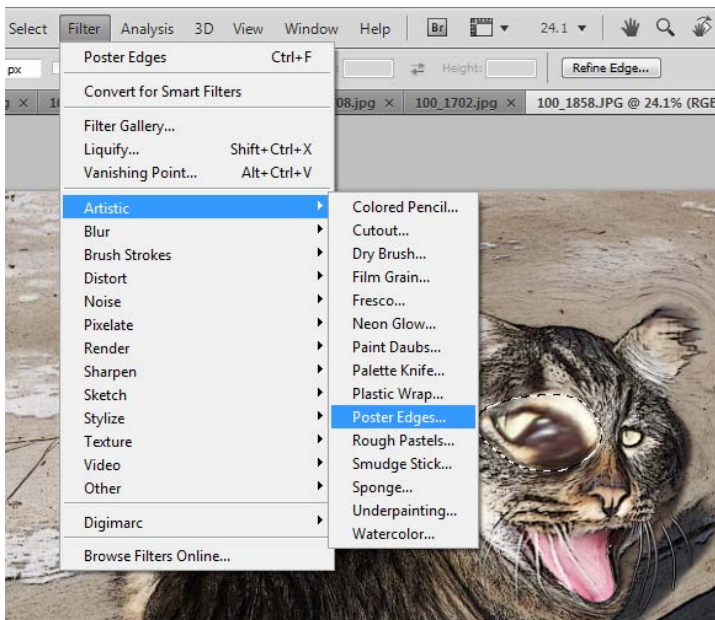 Select Filter Analysis 3D View Window Help Br 24.1
px Height: Refine Edge...
08.jpg × 100_1702.jpg × 100_1858.JPG @ 24.1% (RGB
Poster Edges Ctrl+F
Convert for Smart Filters
Filter Gallery...
Liquify... Shift+Ctrl+X
Vanishing Point... Alt+Ctrl+V
Artistic
Blur
Brush Strokes
Distort
Noise
Pixelate
Render
Sharpen
Sketch
Stylize
Texture
Video
Other
Digimarc
Browse Filters Online...
Colored Pencil...
Cutout...
Dry Brush...
Film Grain...
Fresco...
Neon Glow...
Paint Daubs...
Palette Knife...
Plastic Wrap...
Poster Edges...
Rough Pastels...
Smudge Stick...
Sponge...
Underpainting...
Watercolor...